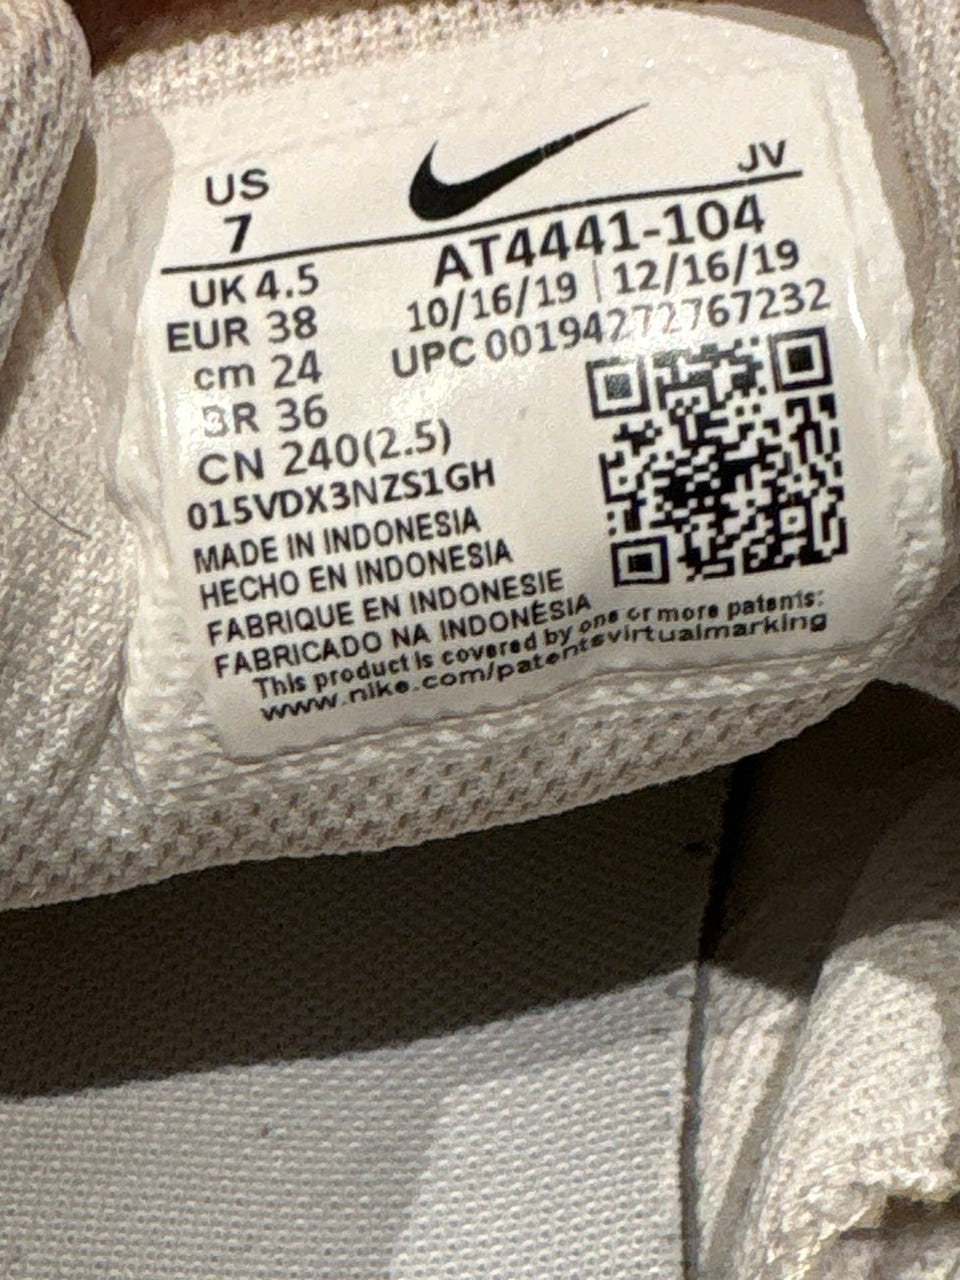 US
7
JV
UK 4.5
EUR 38
cm 24
BR 36
CN 240(2.5)
AT4441-104
10/16/19 | 12/16/19
UPC 00194272767232
015VDX3NZS1GH
MADE IN INDONESIA
HECHO EN INDONESIA
FABRIQUE EN INDONESIE
FABRICADO NA INDONÉSIA
This product is covered by one or more patents:
www.nike.com/patentsvirtualmarking